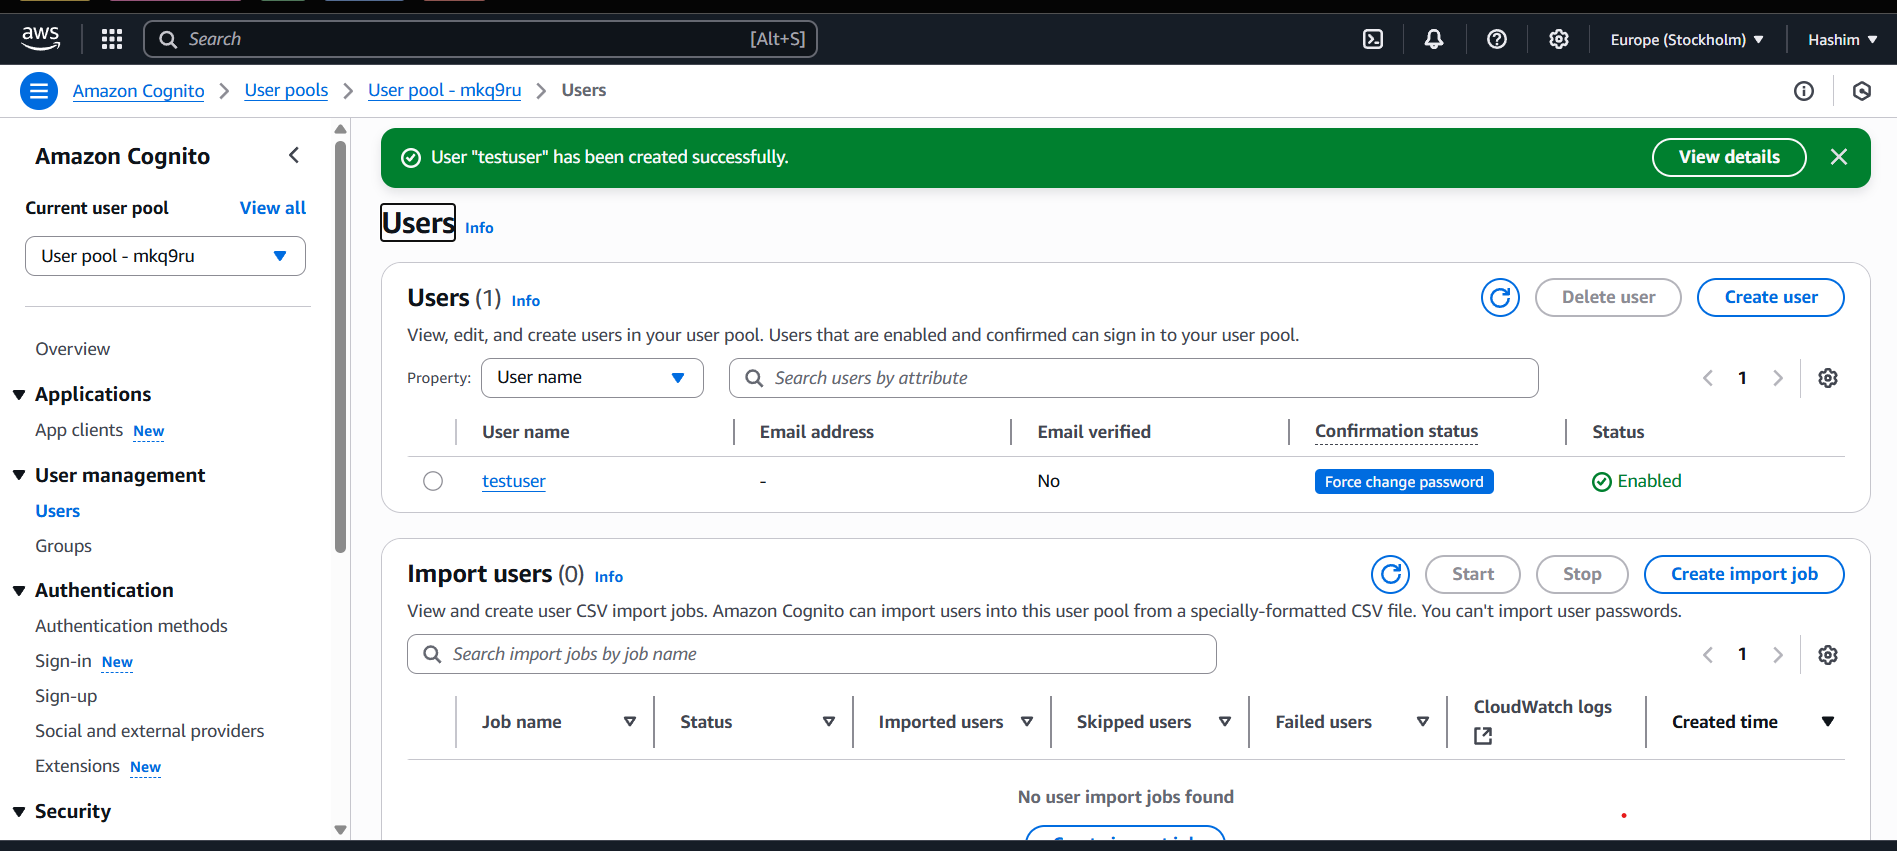 aws
Search [Alt+S]
Europe (Stockholm)
Hashim
Amazon Cognito
User pools
User pool - mkq9ru
Users
Amazon Cognito
Current user pool View all
User pool - mkq9ru
Overview
Applications
App clients New
User management
Users
Groups
Authentication
Authentication methods
Sign-in New
Sign-up
Social and external providers
Extensions New
Security
User "testuser" has been created successfully.
View details
Users Info
Users (1) Info
Delete user
Create user
View, edit, and create users in your user pool. Users that are enabled and confirmed can sign in to your user pool.
Property: User name
Search users by attribute
1
User name Email address Email verified Confirmation status Status
testuser - No Force change password Enabled
Import users (0) Info
Start
Stop
Create import job
View and create user CSV import jobs. Amazon Cognito can import users into this user pool from a specially-formatted CSV file. You can't import user passwords.
Search import jobs by job name
1
Job name Status Imported users Skipped users Failed users CloudWatch logs Created time
No user import jobs found